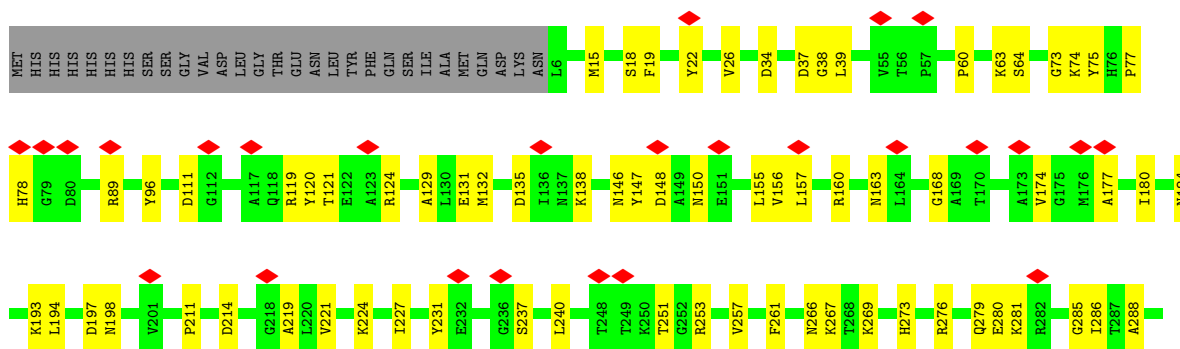 MET HIS HIS HIS HIS HIS HIS SER SER GLY VAL ASP LEU GLY THR GLU ASN LEU TYR PHE GLN SER ILE ALA MET GLN ASP LYS ASN L6 M15 S18 F19 Y22 V26 D34 D37 G38 L39 V55 T56 P57 P60 K63 S64 G73 K74 Y75 H76 P77
H78 G79 D80 R89 Y96 D111 G112 A117 Q118 R119 Y120 T121 E122 A123 R124 A129 L130 E131 M132 D135 I136 N137 K138 N146 Y147 D148 A149 N150 E151 L155 V156 L157 R160 N163 L164 G168 A169 T170 A173 V174 G175 M176 A177 I180
K193 L194 D197 N198 V201 P211 D214 G218 A219 L220 V221 K224 I227 Y231 E232 G236 S237 L240 T248 T249 K250 T251 G252 R253 V257 F261 N266 K267 T268 K269 H273 R276 Q279 E280 K281 R282 G285 I286 T287 A288